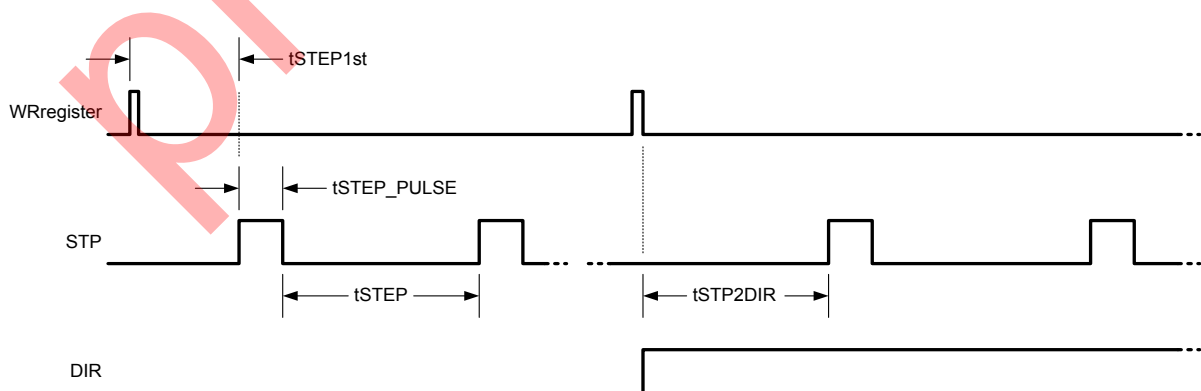 tSTEP1st
WRregister
tSTEP_PULSE
STP
tSTEP
tSTP2DIR
DIR